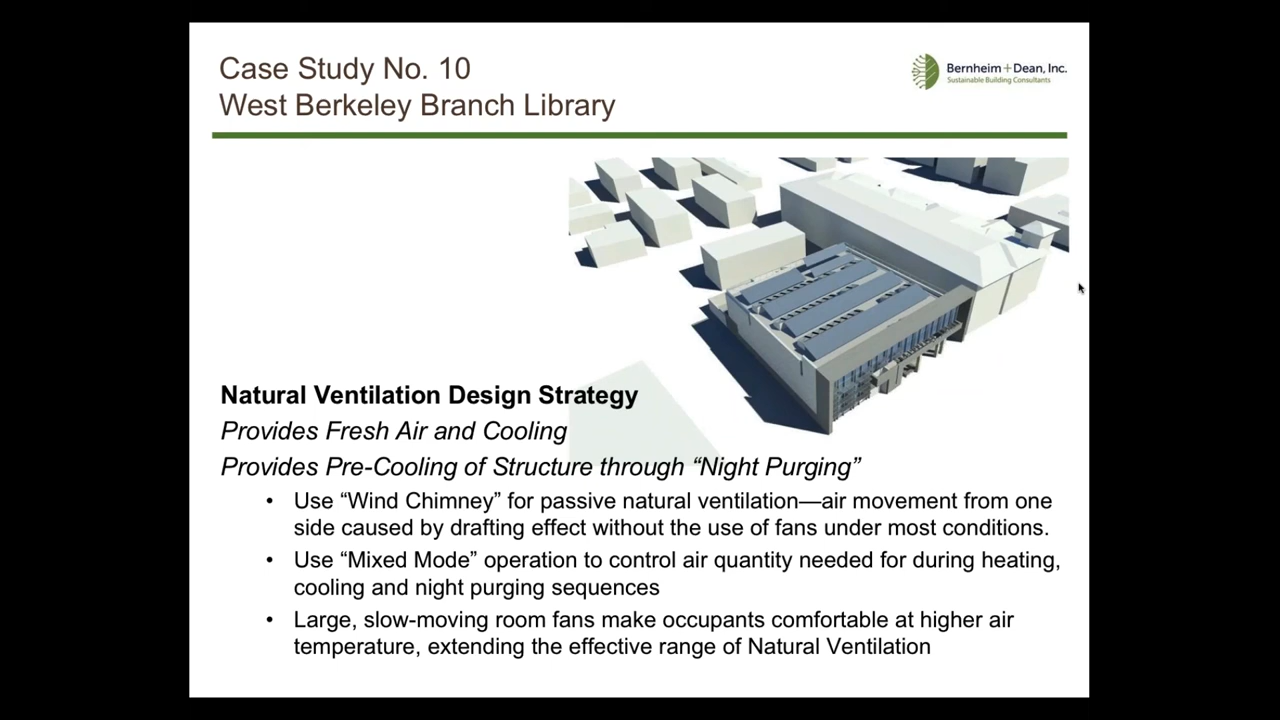 Case Study No. 10
West Berkeley Branch Library
Bernheim+Dean, Inc.
Sustainable Building Consultants
Natural Ventilation Design Strategy
Provides Fresh Air and Cooling
Provides Pre-Cooling of Structure through “Night Purging”
• Use “Wind Chimney” for passive natural ventilation—air movement from one
side caused by drafting effect without the use of fans under most conditions.
• Use “Mixed Mode” operation to control air quantity needed for during heating,
cooling and night purging sequences
• Large, slow-moving room fans make occupants comfortable at higher air
temperature, extending the effective range of Natural Ventilation